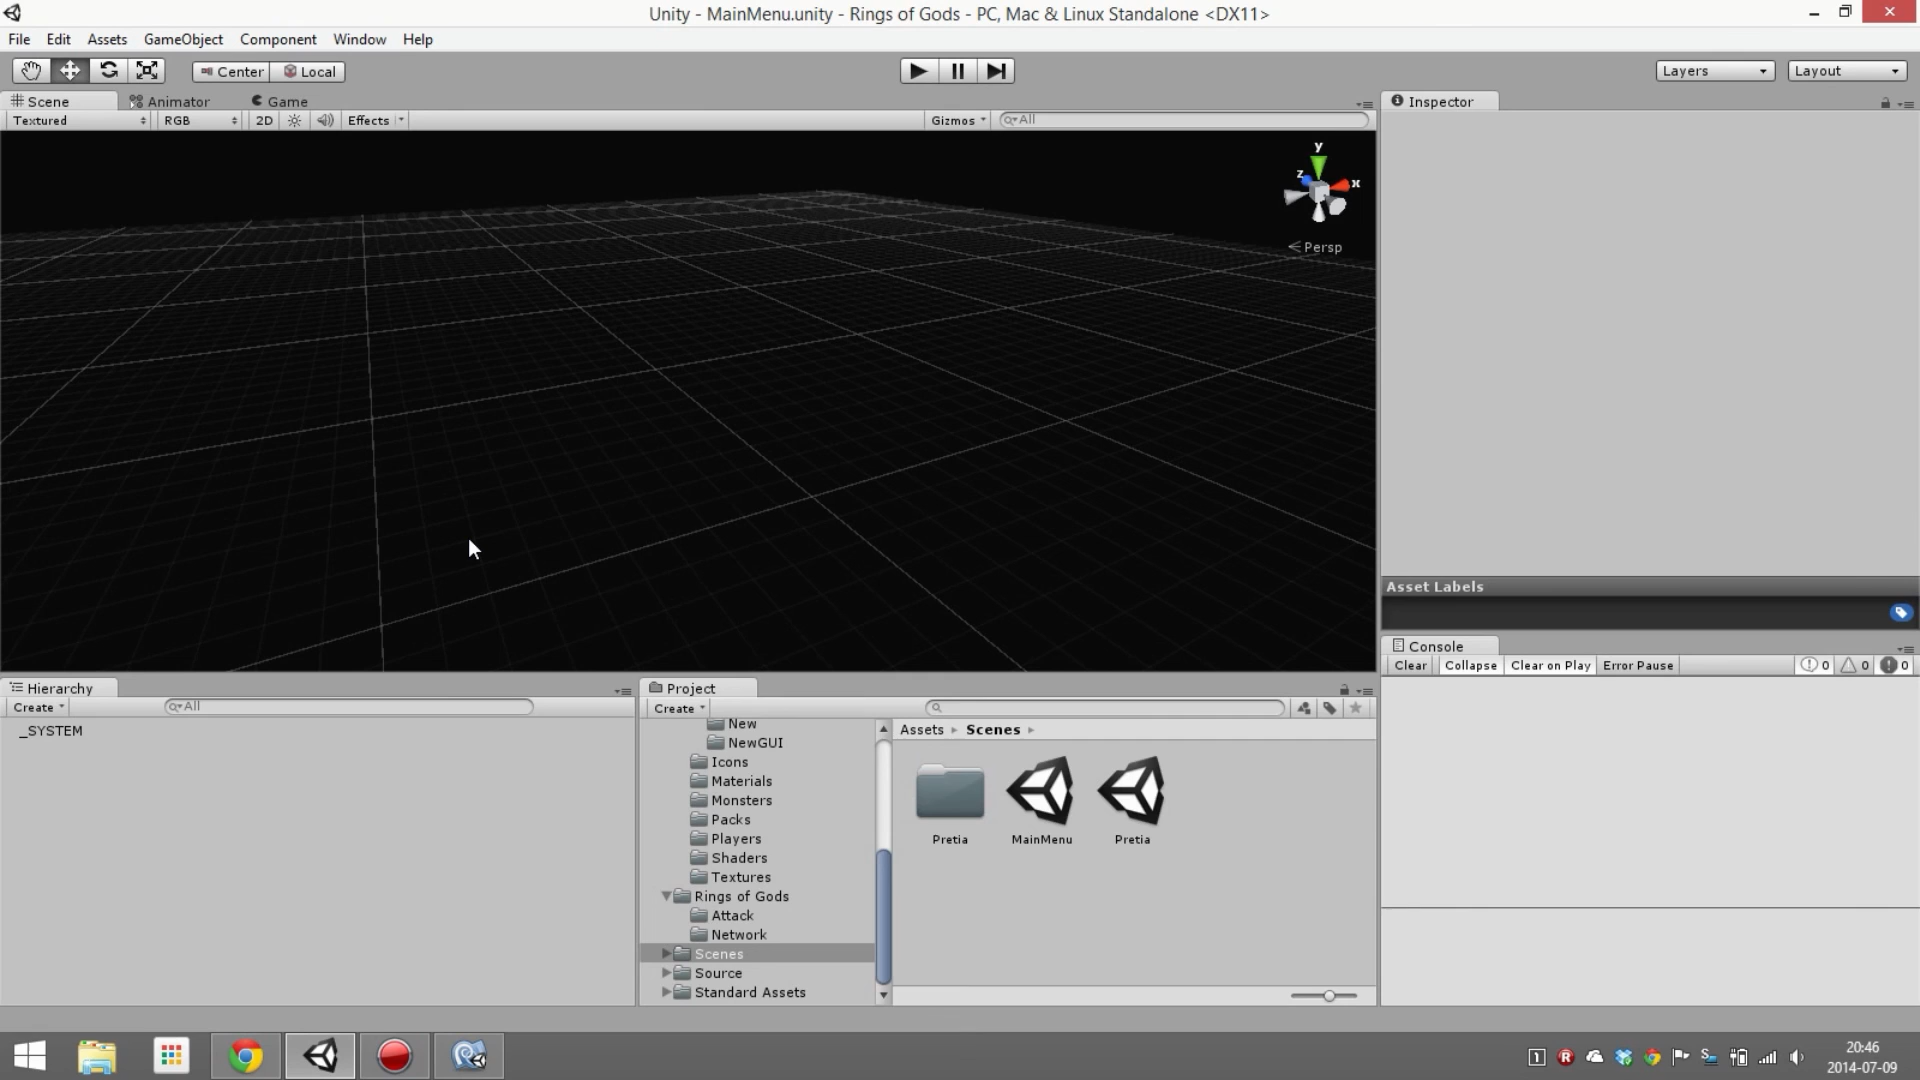 Unity - MainMenu.unity - Rings of Gods - PC, Mac & Linux Standalone <DX11>
File Edit Assets GameObject Component Window Help
Center Local
Layers Layout
Scene Animator Game
Inspector
Textured RGB 2D Effects
Gizmos All
y
z x
Persp
Asset Labels
Console
Clear Collapse Clear on Play Error Pause 0 0 0
Hierarchy
Create All
_SYSTEM
Project
Create
New
NewGUI
Icons
Materials
Monsters
Packs
Players
Shaders
Textures
Rings of Gods
Attack
Network
Scenes
Source
Standard Assets
Assets Scenes
Pretia MainMenu Pretia
20:46
2014-07-09